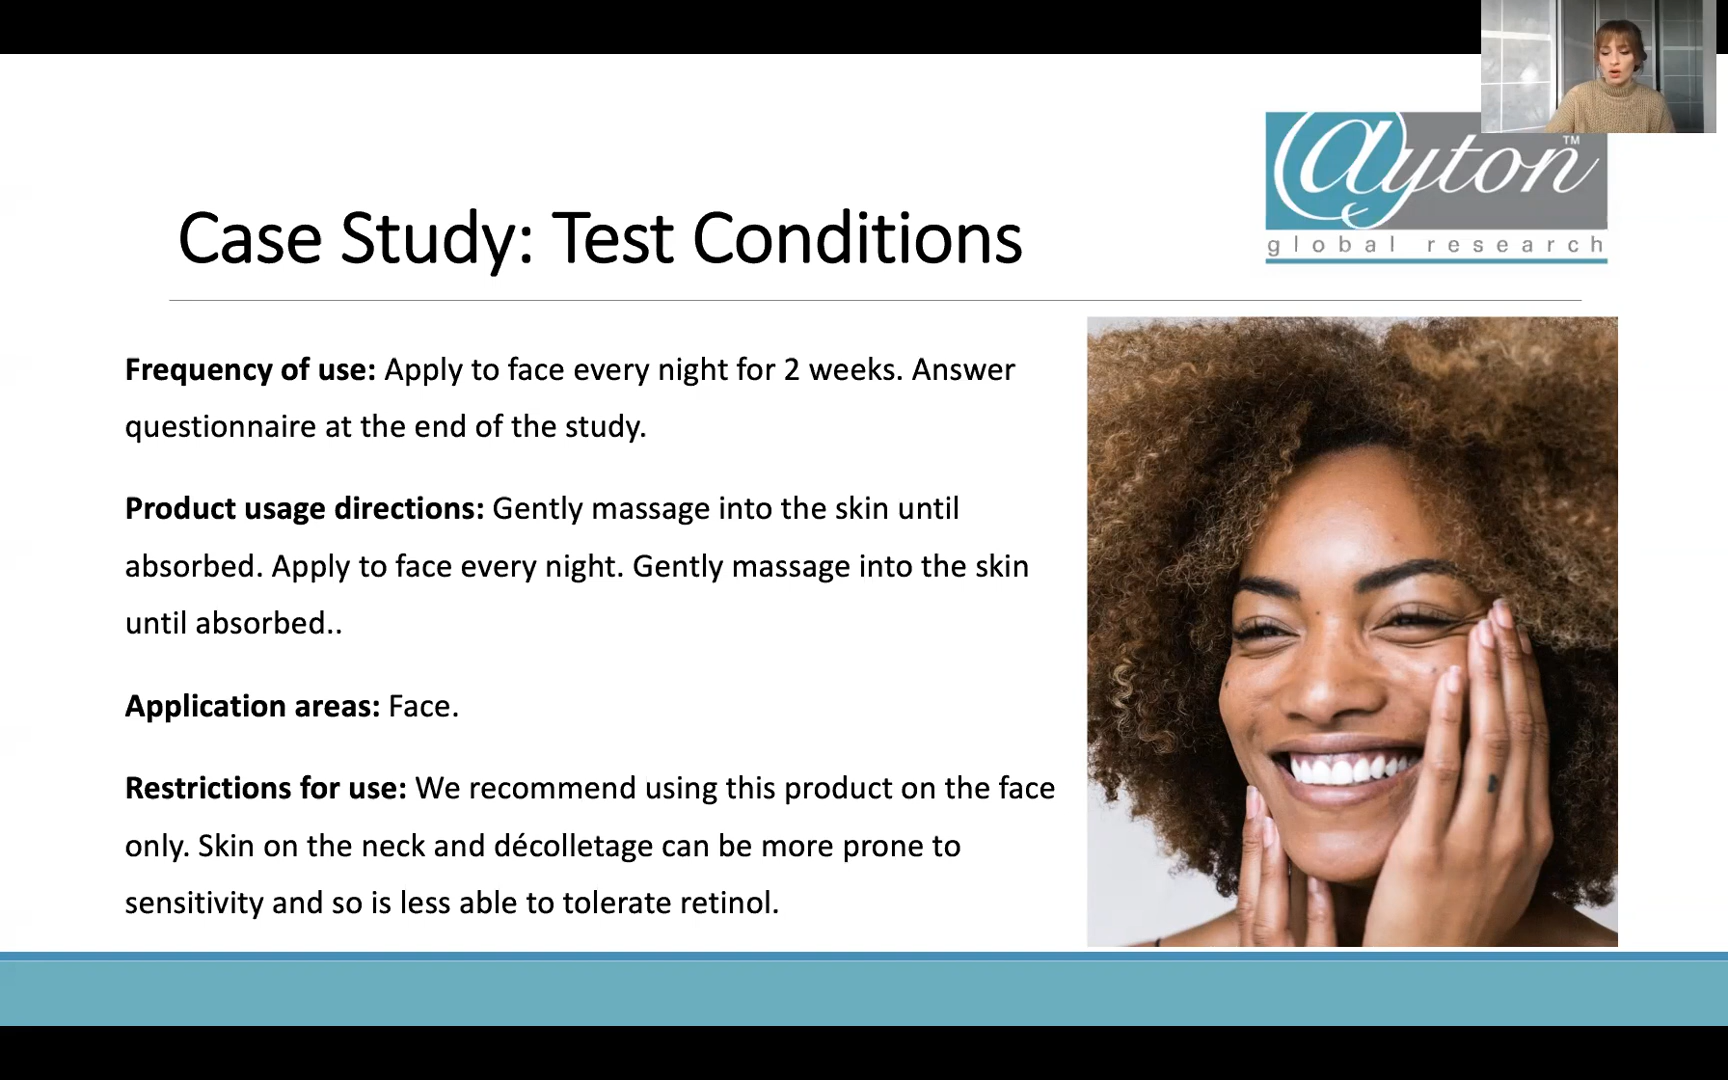 @yton™
global research
Case Study: Test Conditions
Frequency of use: Apply to face every night for 2 weeks. Answer
questionnaire at the end of the study.
Product usage directions: Gently massage into the skin until
absorbed. Apply to face every night. Gently massage into the skin
until absorbed..
Application areas: Face.
Restrictions for use: We recommend using this product on the face
only. Skin on the neck and décolletage can be more prone to
sensitivity and so is less able to tolerate retinol.